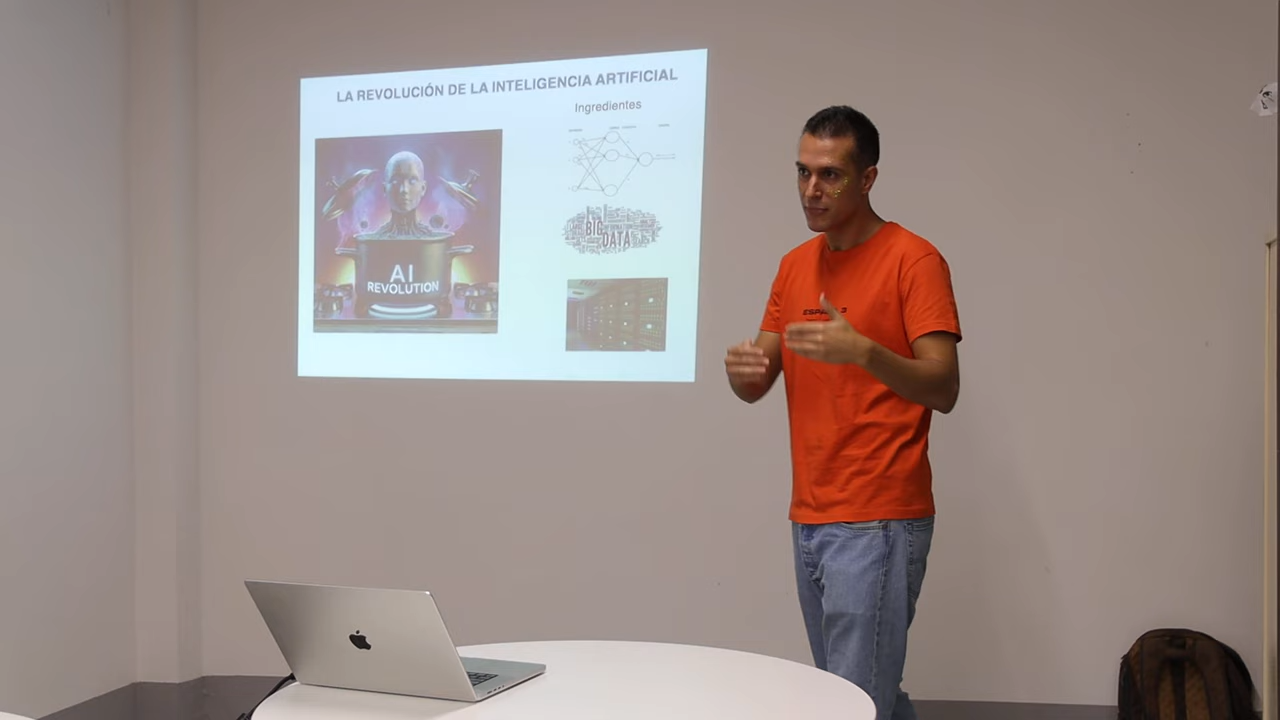 LA REVOLUCIÓN DE LA INTELIGENCIA ARTIFICIAL
Ingredientes
AI
REVOLUTION
BIG
DATA